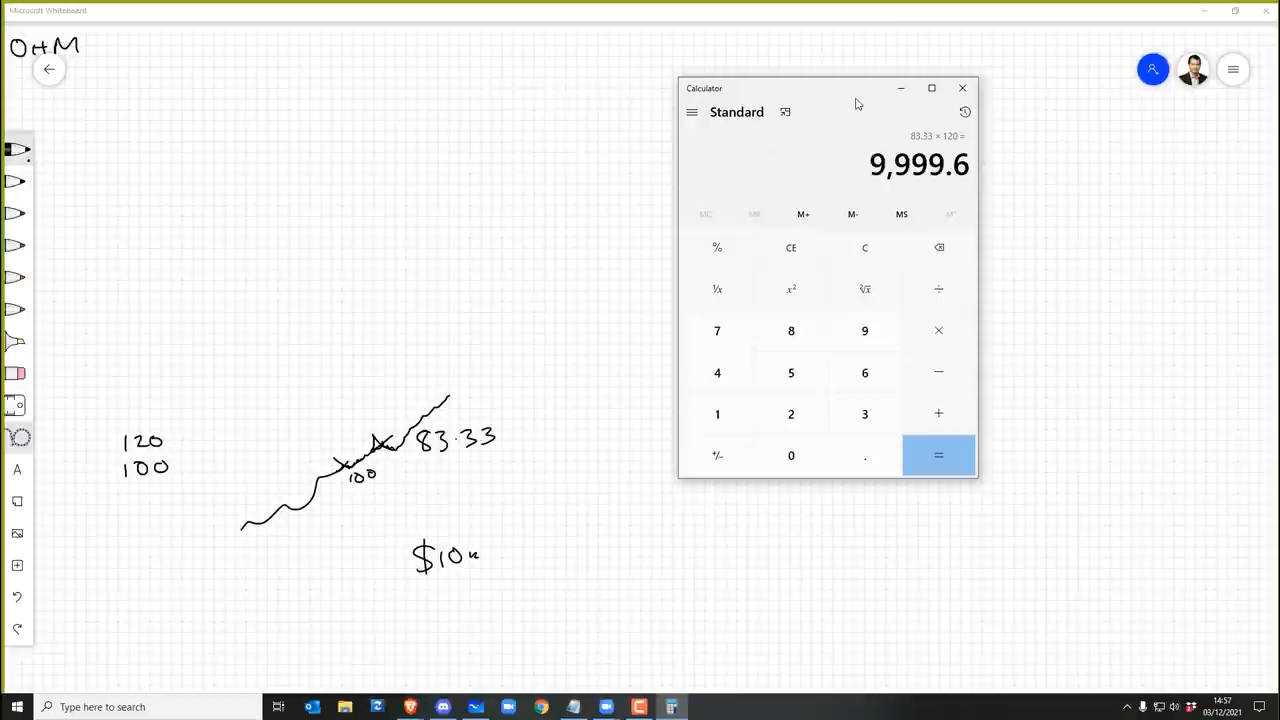 Microsoft Whiteboard
OHM
Calculator
Standard
83.33 × 120 =
9,999.6
MC MR M+ M- MS M˅
% CE C
¹/x x² ²√x ÷
7 8 9 ×
4 5 6 −
1 2 3 +
+/− 0 . =
120
100
83.33
100
$10K
Type here to search
14:57
03/12/2021